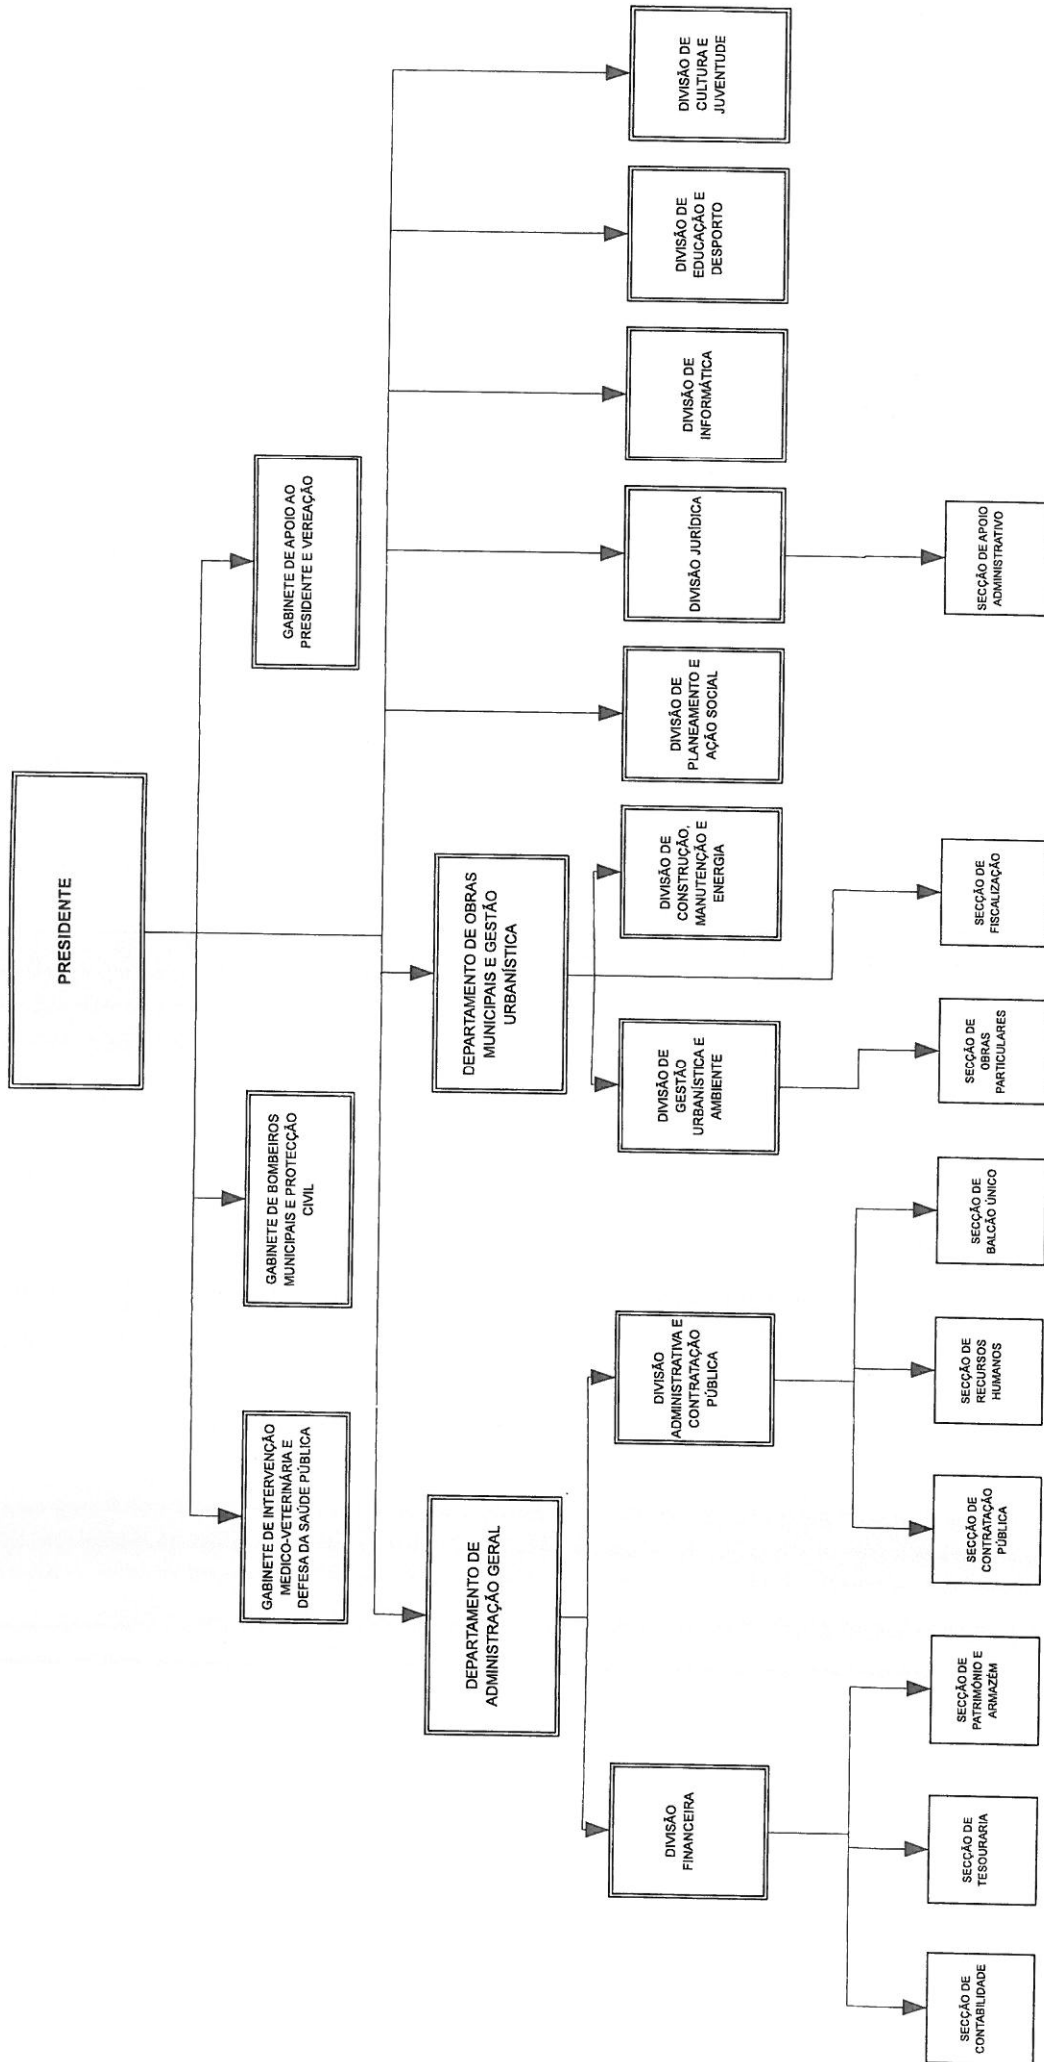 PRESIDENTE
GABINETE DE INTERVENÇÃO
MEDICO-VETERINÁRIA E
DEFESA DA SAÚDE PÚBLICA
GABINETE DE BOMBEIROS
MUNICIPAIS E PROTECÇÃO
CIVIL
GABINETE DE APOIO AO
PRESIDENTE E VEREAÇÃO
DEPARTAMENTO DE
ADMINISTRAÇÃO GERAL
DEPARTAMENTO DE OBRAS
MUNICIPAIS E GESTÃO
URBANÍSTICA
DIVISÃO
FINANCEIRA
DIVISÃO
ADMINISTRATIVA E
CONTRATAÇÃO
PÚBLICA
DIVISÃO DE
GESTÃO
URBANÍSTICA E
AMBIENTE
DIVISÃO DE
CONSTRUÇÃO,
MANUTENÇÃO E
ENERGIA
DIVISÃO DE
PLANEAMENTO E
AÇÃO SOCIAL
DIVISÃO JURÍDICA
DIVISÃO DE
INFORMÁTICA
DIVISÃO DE
EDUCAÇÃO E
DESPORTO
DIVISÃO DE
CULTURA E
JUVENTUDE
SECÇÃO DE
CONTABILIDADE
SECÇÃO DE
TESOURARIA
SECÇÃO DE
PATRIMÓNIO E
ARMAZÉM
SECÇÃO DE
CONTRATAÇÃO
PÚBLICA
SECÇÃO DE
RECURSOS
HUMANOS
SECÇÃO DE
BALCÃO ÚNICO
SECÇÃO DE
OBRAS
PARTICULARES
SECÇÃO DE
FISCALIZAÇÃO
SECÇÃO DE APOIO
ADMINISTRATIVO